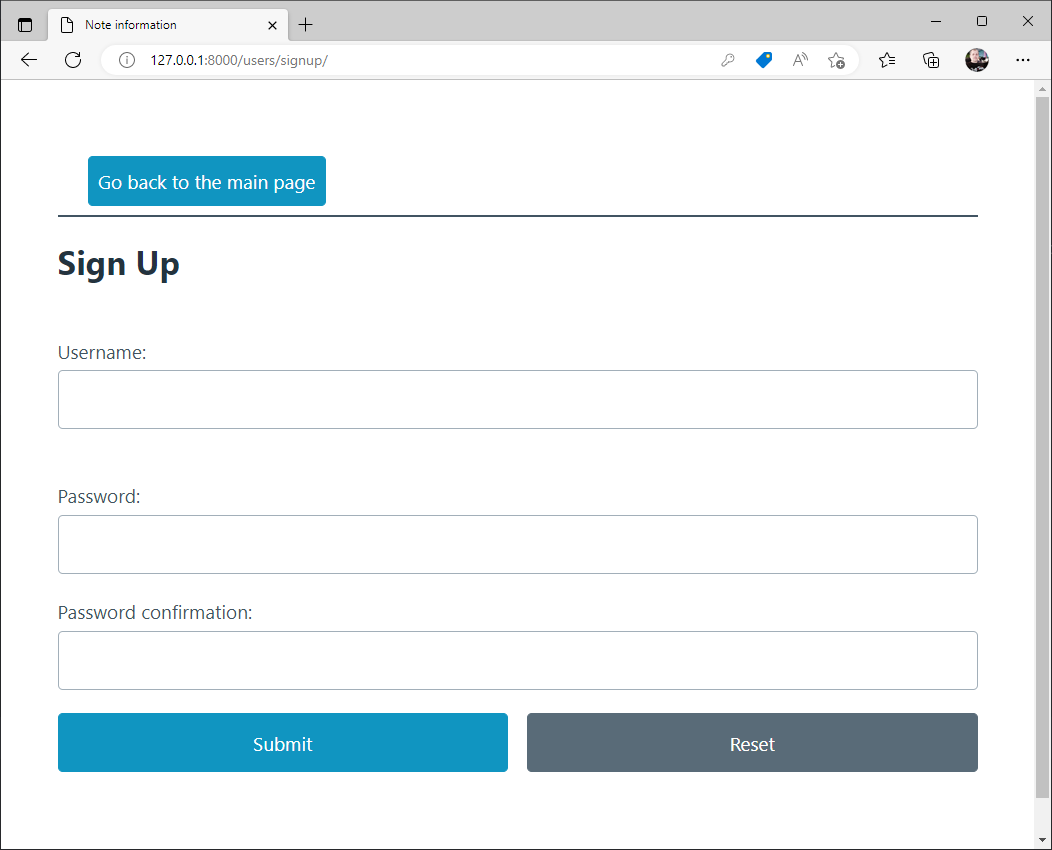 Note information
127.0.0.1:8000/users/signup/
Go back to the main page
Sign Up
Username:
Password:
Password confirmation:
Submit
Reset